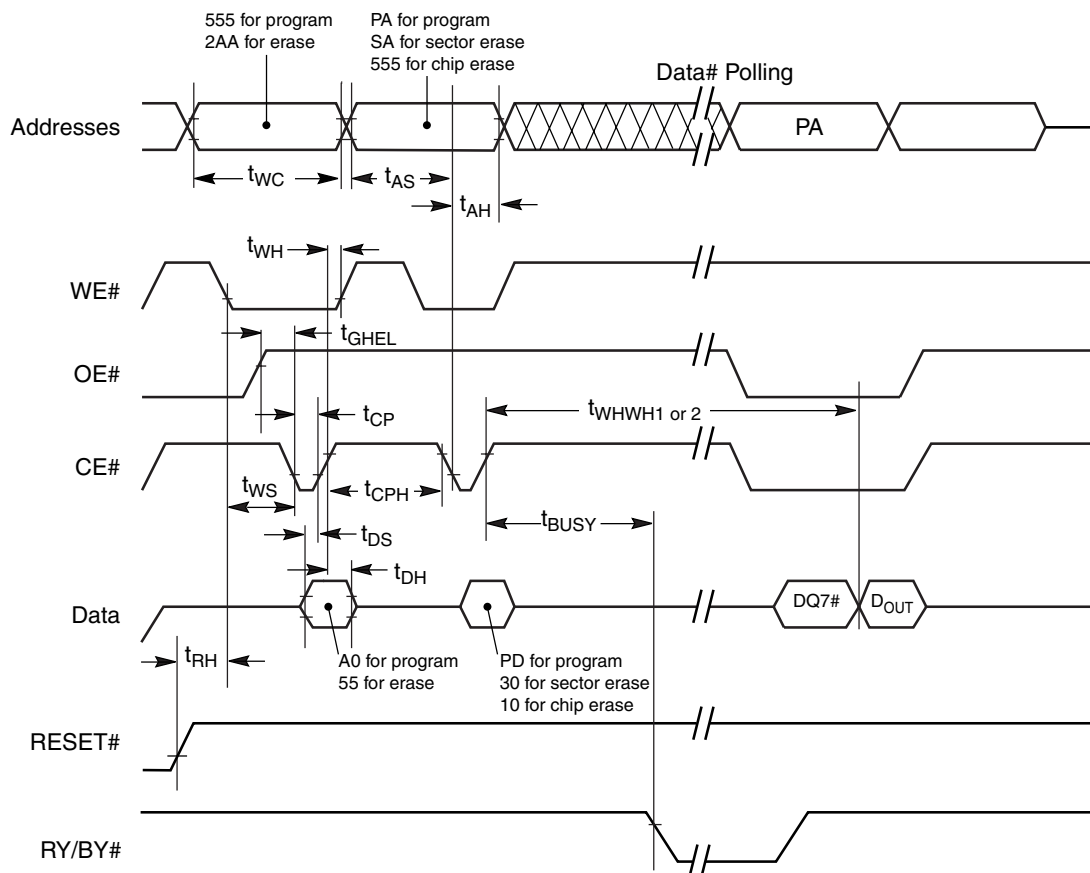 555 for program
2AA for erase
PA for program
SA for sector erase
555 for chip erase
Data# Polling
Addresses
PA
tWC
tAS
tAH
tWH
WE#
tGHEL
OE#
tWHWH1 or 2
tCP
CE#
tWS
tCPH
tBUSY
tDS
tDH
Data
DQ7#
DOUT
tRH
A0 for program
55 for erase
PD for program
30 for sector erase
10 for chip erase
RESET#
RY/BY#